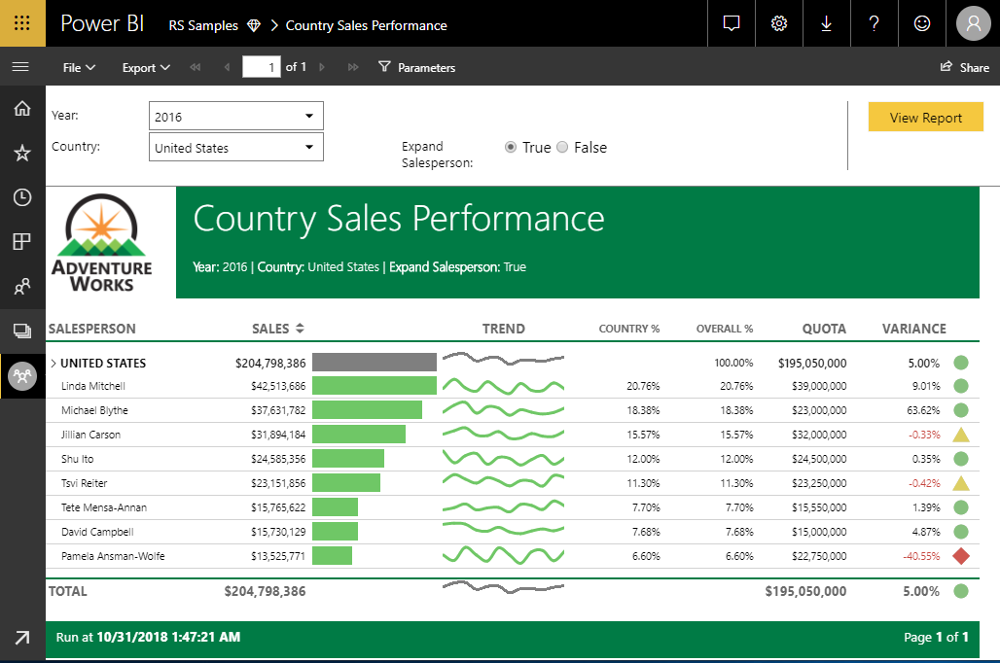 Power BI RS Samples Country Sales Performance
File Export 1 of 1 Parameters Share
Year: 2016
Country: United States
Expand Salesperson: True False
View Report
ADVENTURE WORKS
Country Sales Performance
Year: 2016 | Country: United States | Expand Salesperson: True
SALESPERSON SALES TREND COUNTRY % OVERALL % QUOTA VARIANCE
UNITED STATES $204,798,386 100.00% $195,050,000 5.00%
Linda Mitchell $42,513,686 20.76% 20.76% $39,000,000 9.01%
Michael Blythe $37,631,782 18.38% 18.38% $23,000,000 63.62%
Jillian Carson $31,894,184 15.57% 15.57% $32,000,000 -0.33%
Shu Ito $24,585,356 12.00% 12.00% $24,500,000 0.35%
Tsvi Reiter $23,151,856 11.30% 11.30% $23,250,000 -0.42%
Tete Mensa-Annan $15,765,622 7.70% 7.70% $15,550,000 1.39%
David Campbell $15,730,129 7.68% 7.68% $15,000,000 4.87%
Pamela Ansman-Wolfe $13,525,771 6.60% 6.60% $22,750,000 -40.55%
TOTAL $204,798,386 $195,050,000 5.00%
Run at 10/31/2018 1:47:21 AM Page 1 of 1